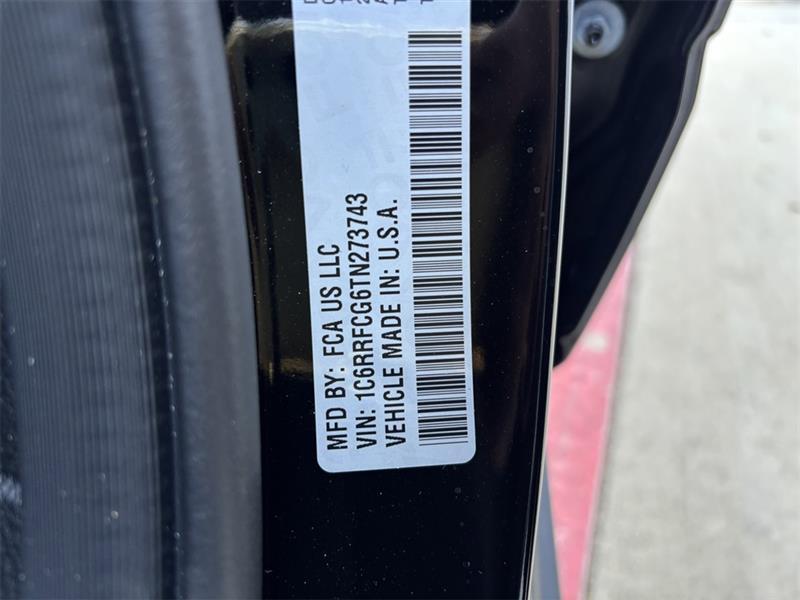 MFD BY: FCA US LLC
VIN: 1C6RRFCG6TN273743
VEHICLE MADE IN: U.S.A.